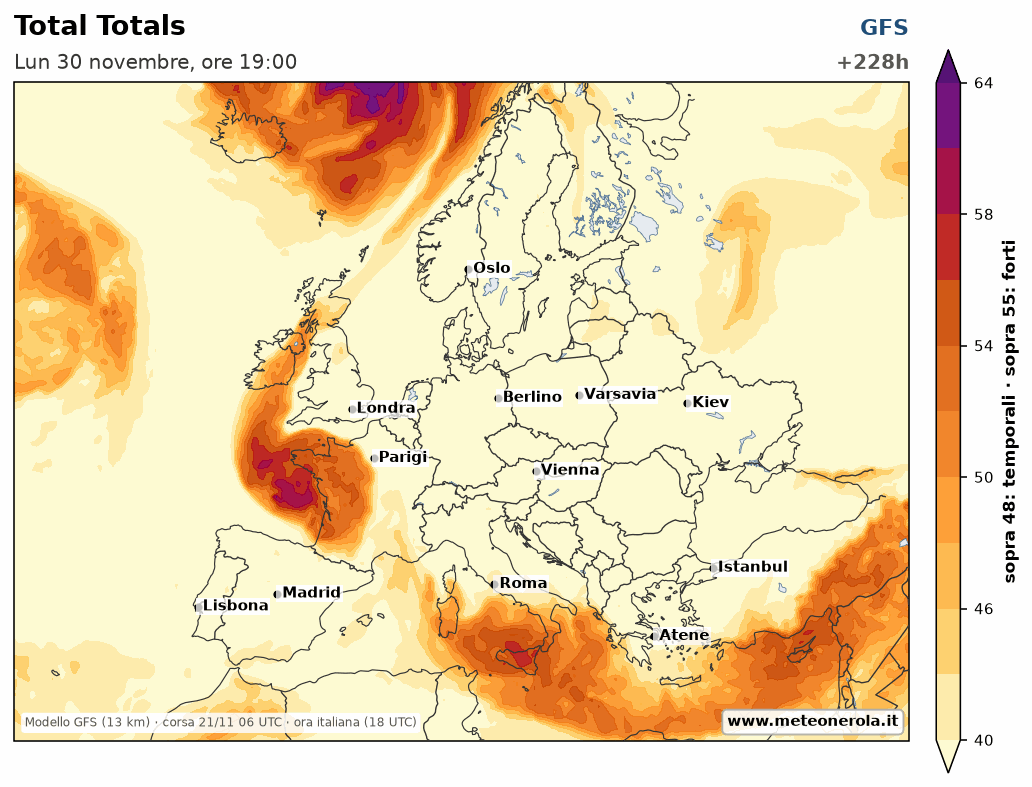 Total Totals
GFS
Lun 30 novembre, ore 19:00
+228h
64
58
54
50
46
40
sopra 48: temporali · sopra 55: forti
Oslo
Berlino
Varsavia
Kiev
Londra
Parigi
Vienna
Istanbul
Roma
Madrid
Lisbona
Atene
Modello GFS (13 km) · corsa 21/11 06 UTC · ora italiana (18 UTC)
www.meteonerola.it